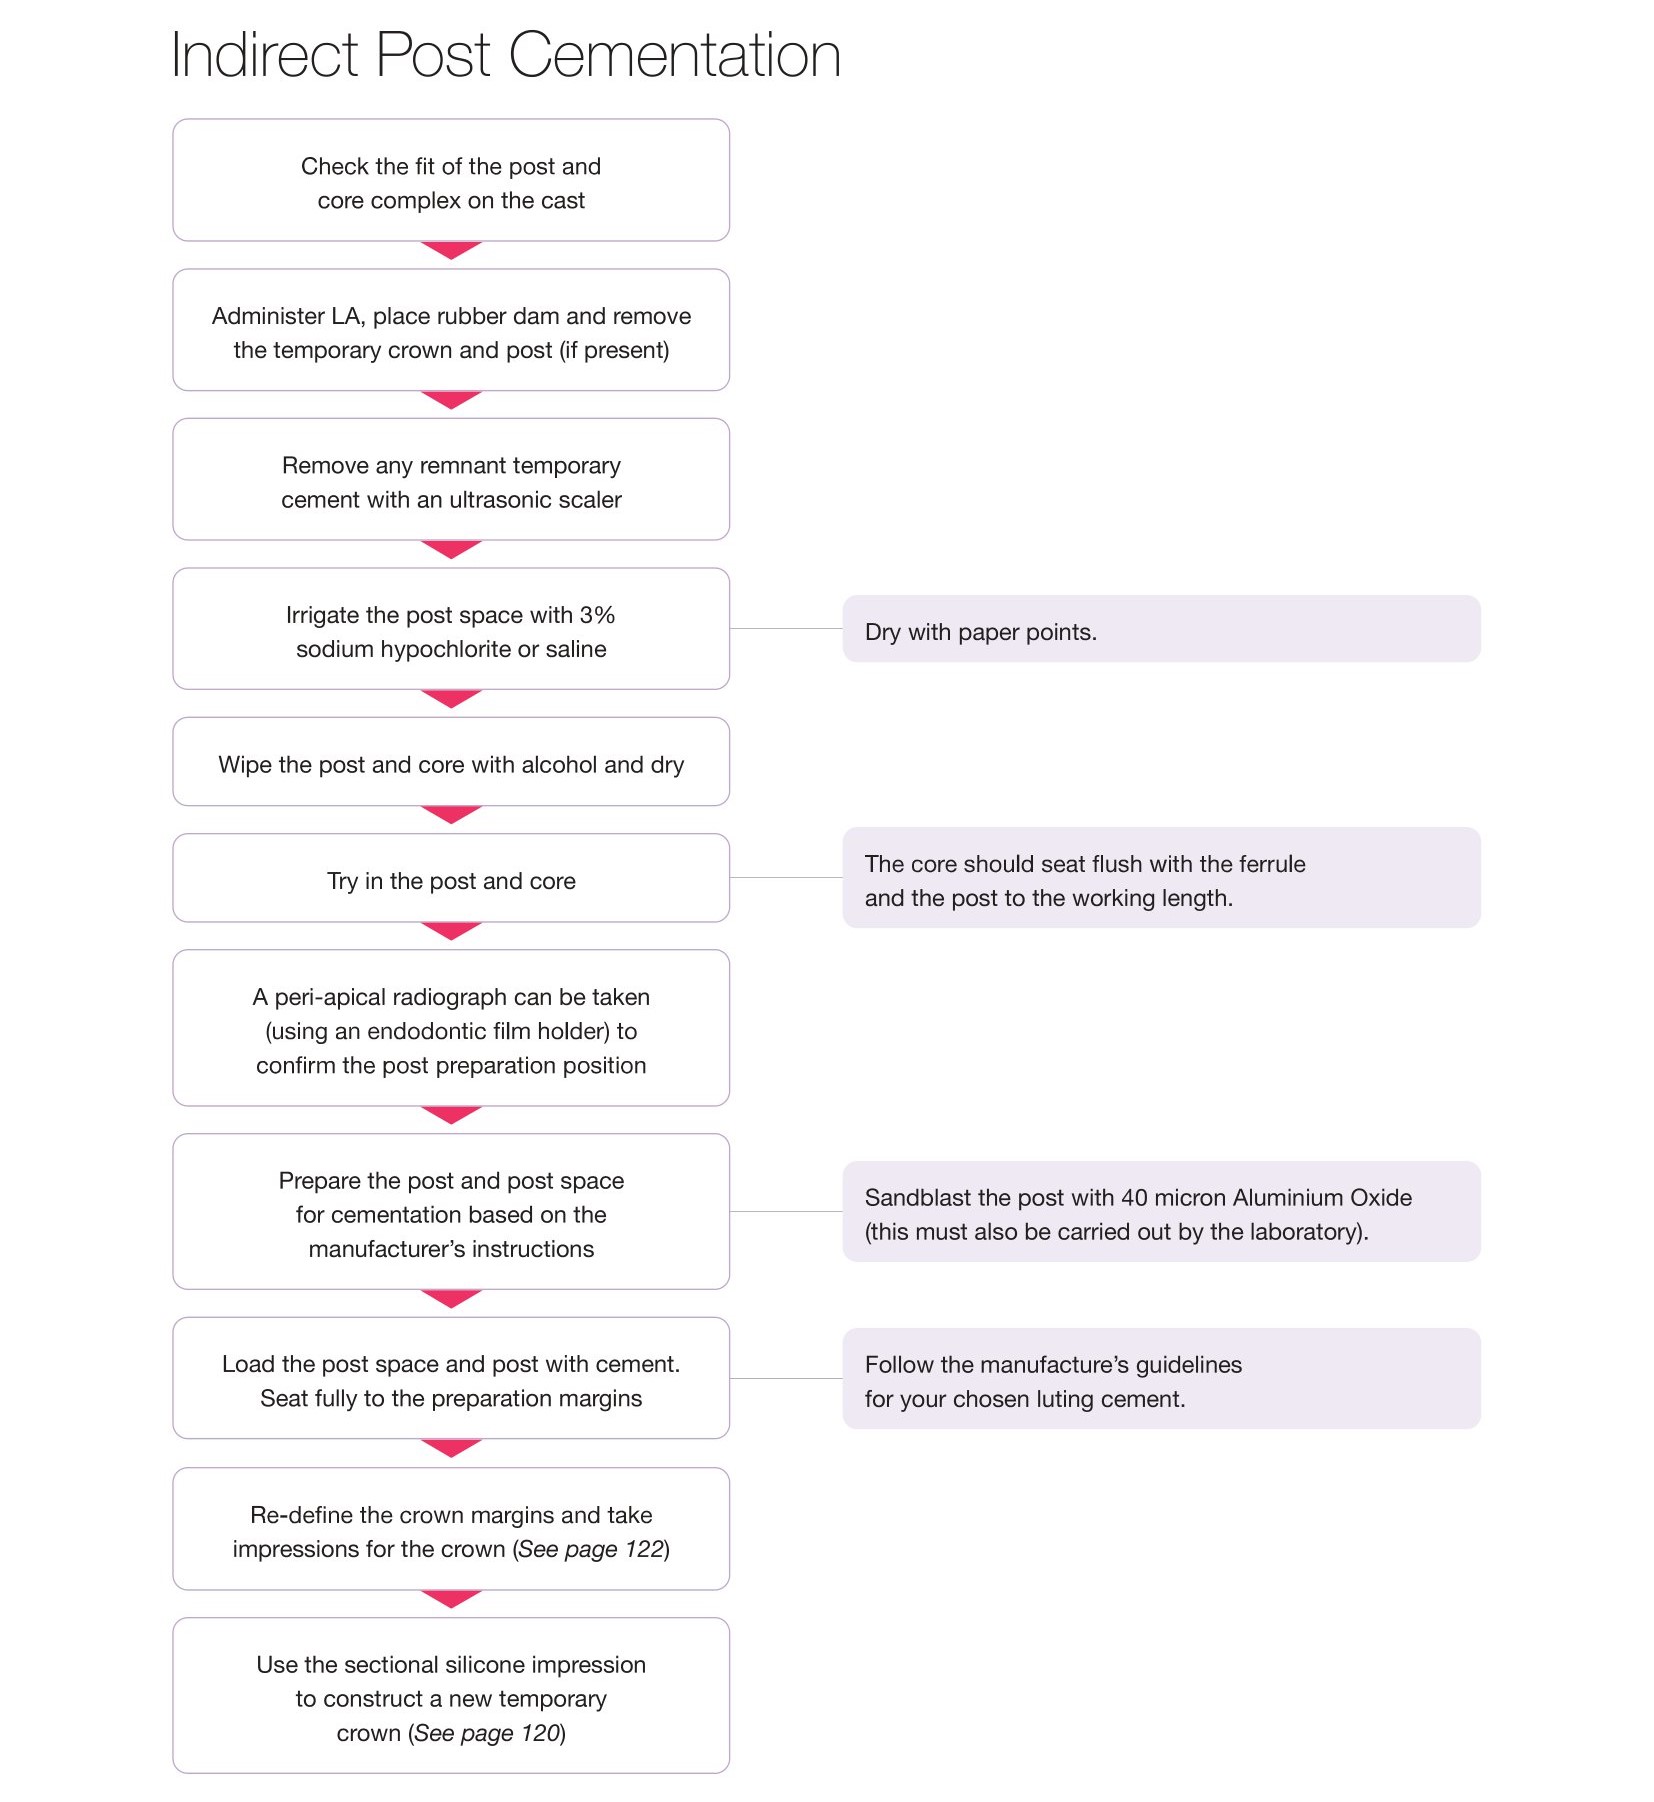 Indirect Post Cementation
Check the fit of the post and
core complex on the cast
Administer LA, place rubber dam and remove
the temporary crown and post (if present)
Remove any remnant temporary
cement with an ultrasonic scaler
Irrigate the post space with 3%
sodium hypochlorite or saline
Dry with paper points.
Wipe the post and core with alcohol and dry
Try in the post and core
The core should seat flush with the ferrule
and the post to the working length.
A peri-apical radiograph can be taken
(using an endodontic film holder) to
confirm the post preparation position
Prepare the post and post space
for cementation based on the
manufacturer’s instructions
Sandblast the post with 40 micron Aluminium Oxide
(this must also be carried out by the laboratory).
Load the post space and post with cement.
Seat fully to the preparation margins
Follow the manufacture’s guidelines
for your chosen luting cement.
Re-define the crown margins and take
impressions for the crown (See page 122)
Use the sectional silicone impression
to construct a new temporary
crown (See page 120)